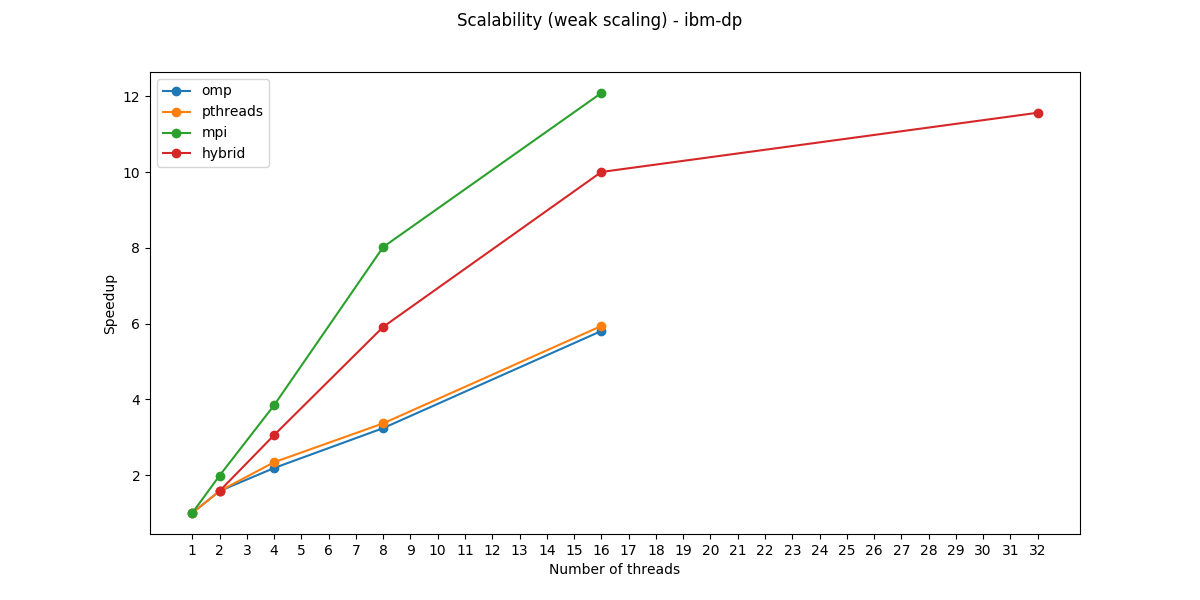 Scalability (weak scaling) - ibm-dp
omp
pthreads
mpi
hybrid
Speedup
12
10
8
6
4
2
1 2 3 4 5 6 7 8 9 10 11 12 13 14 15 16 17 18 19 20 21 22 23 24 25 26 27 28 29 30 31 32
Number of threads